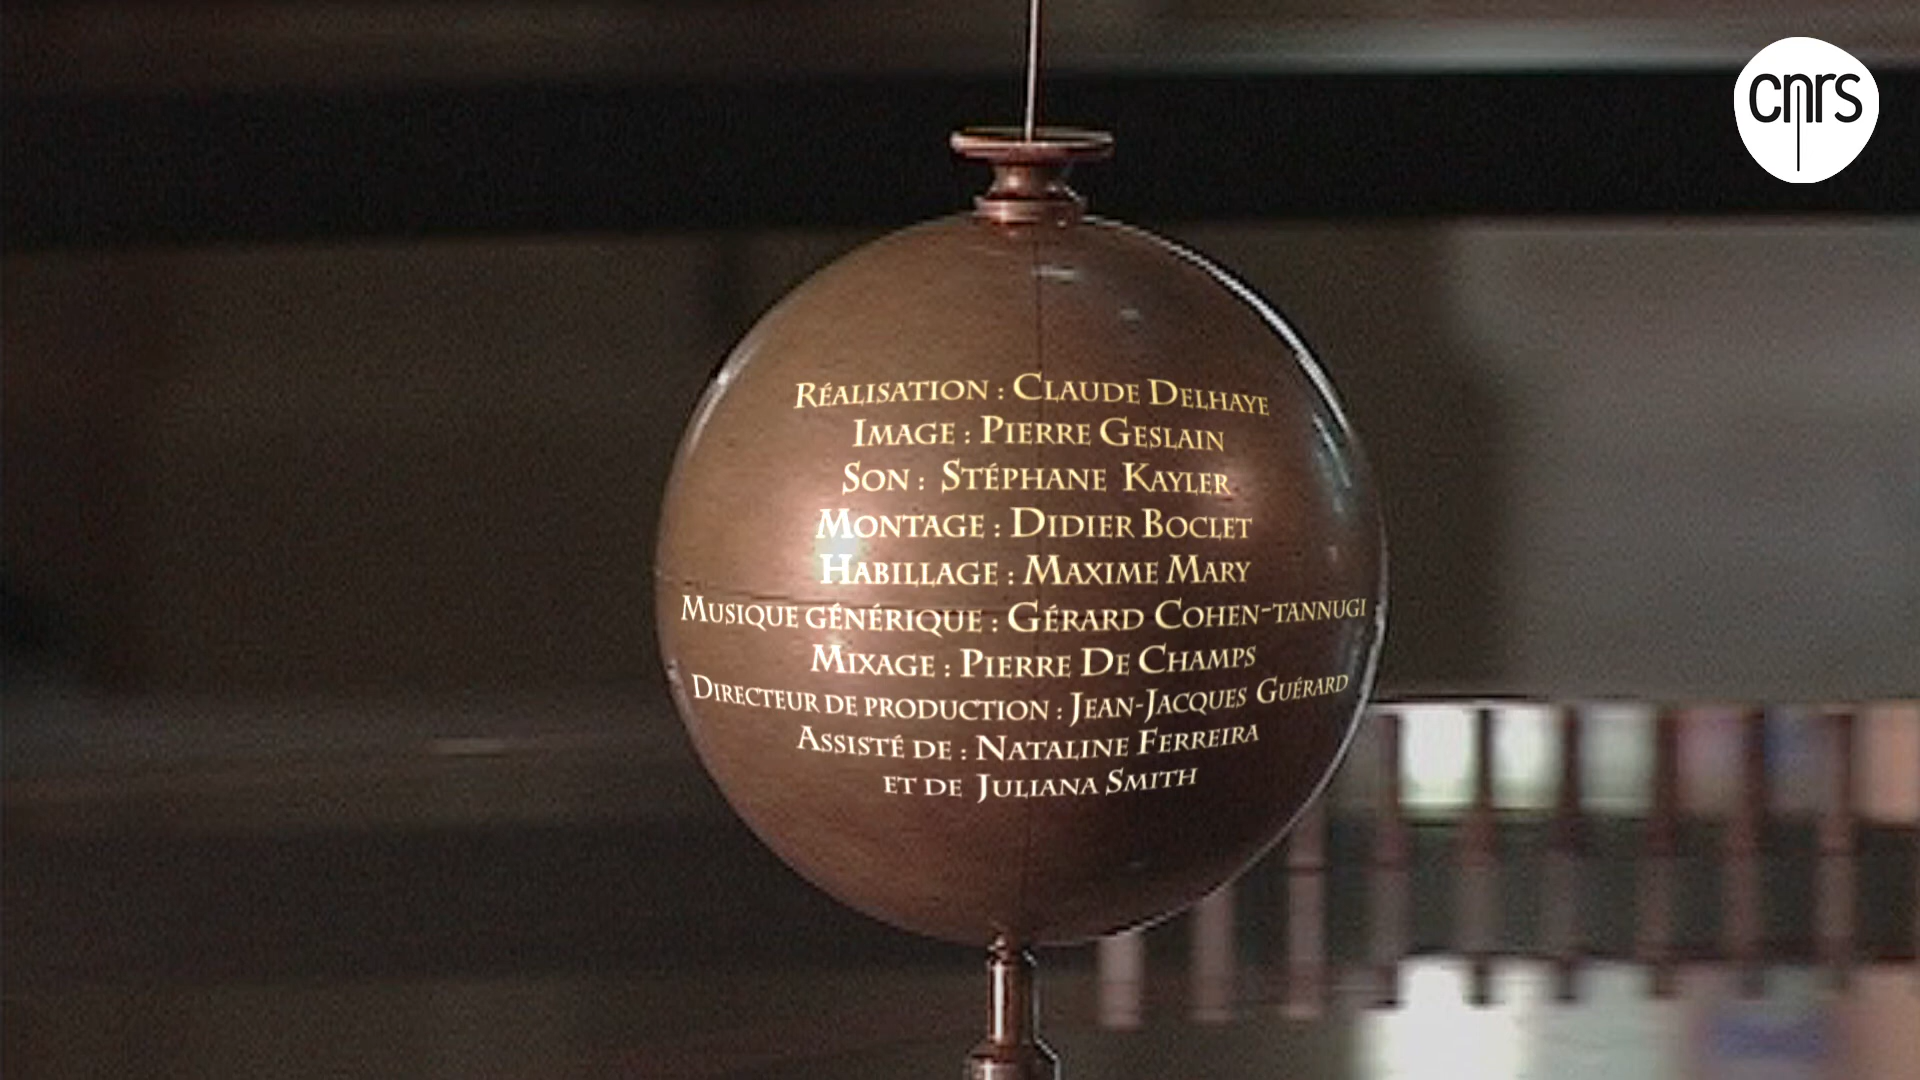 cnrs
Réalisation : Claude Delhaye
Image : Pierre Geslain
Son : Stéphane Kayler
Montage : Didier Boclet
Habillage : Maxime Mary
Musique générique : Gérard Cohen-tannugi
Mixage : Pierre De Champs
Directeur de production : Jean-Jacques Guérard
Assisté de : Nataline Ferreira
et de Juliana Smith